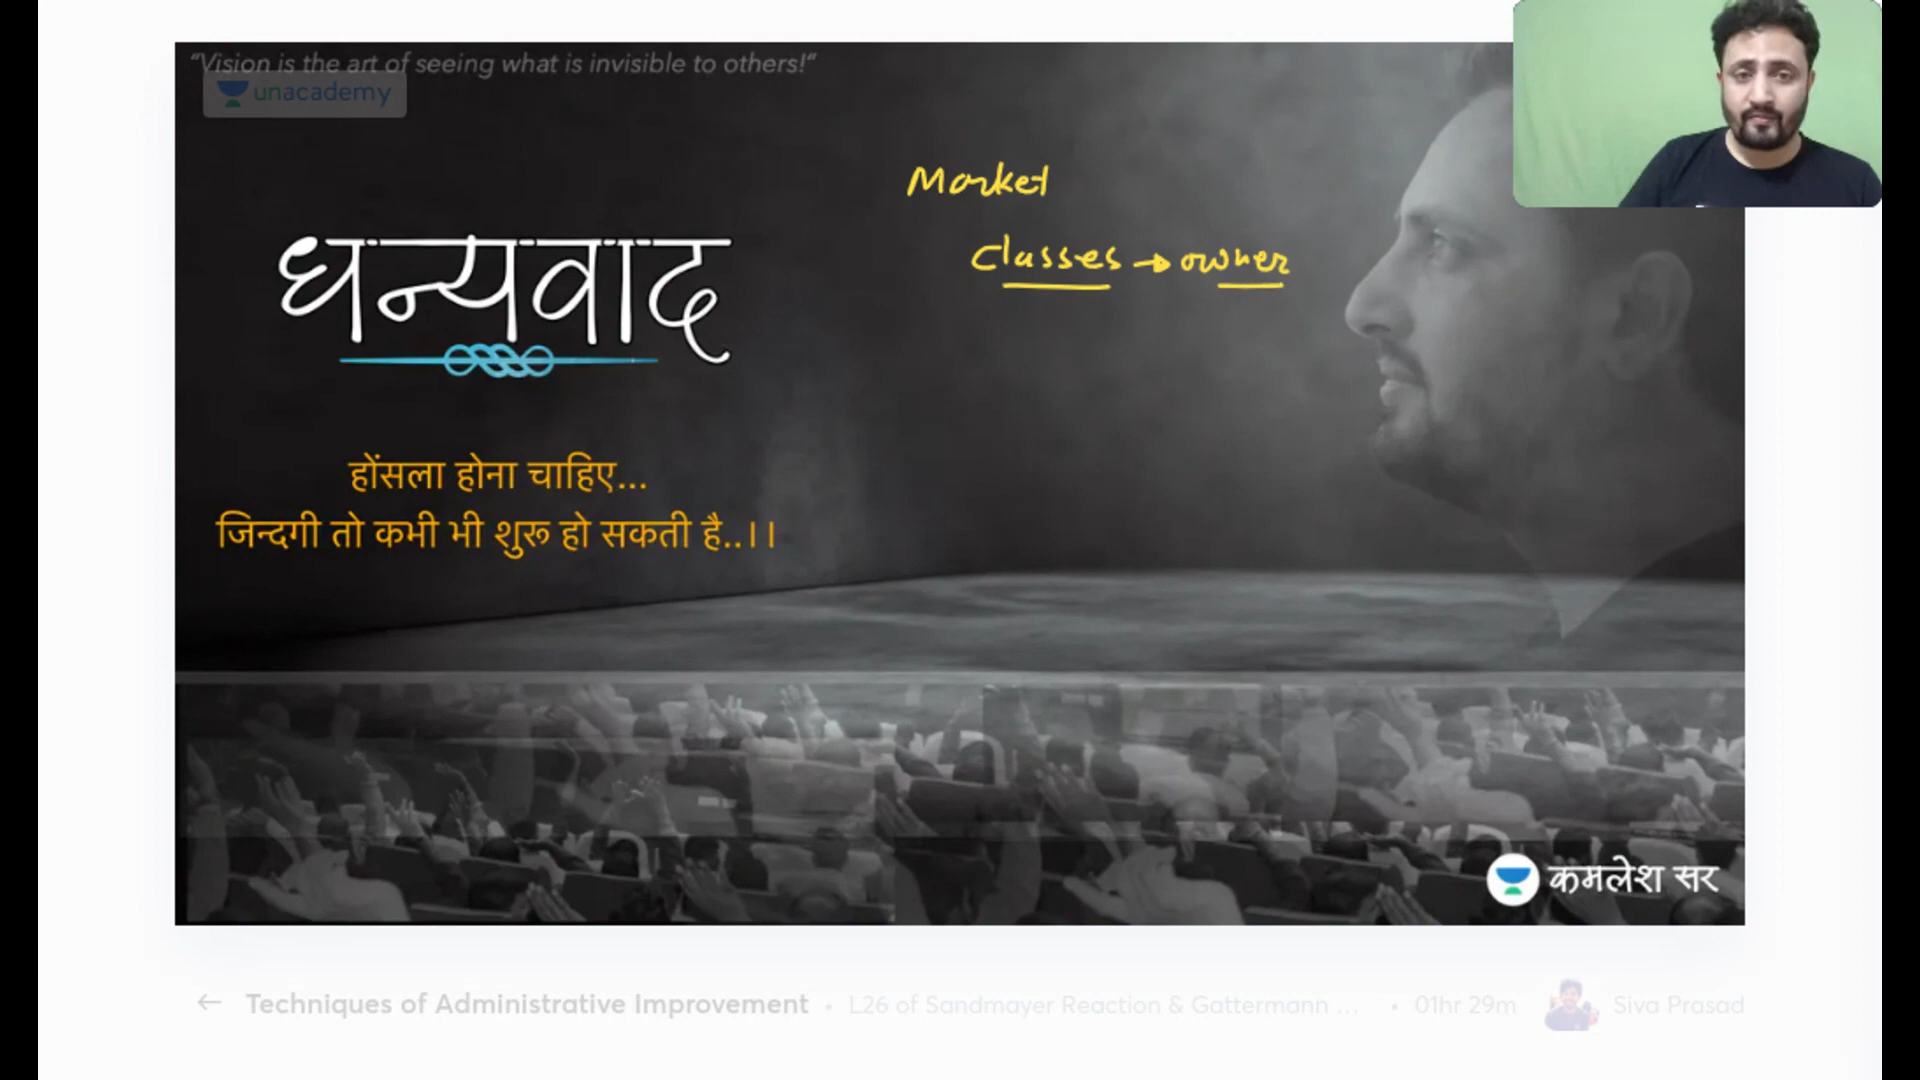 “Vision is the art of seeing what is invisible to others!“
unacademy
Market
classes → owner
धन्यवाद
होंसला होना चाहिए...
जिन्दगी तो कभी भी शुरू हो सकती है..।।
कमलेश सर
← Techniques of Administrative Improvement • L26 of Sandmayer Reaction & Gattermann ... • 01hr 29m Siva Prasad